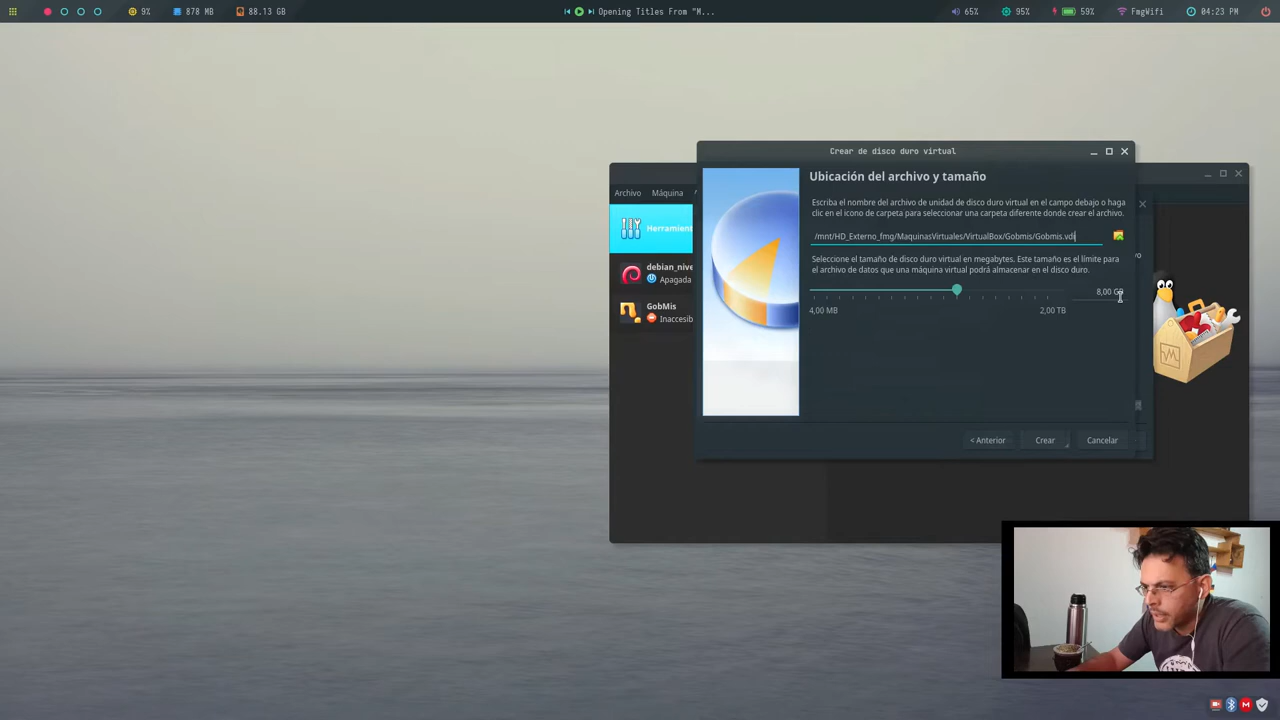 9%
878 MB
88.13 GB
Opening Titles From "M...
65%
95%
59%
FmgWifi
04:23 PM
Crear de disco duro virtual
Ubicación del archivo y tamaño
Escriba el nombre del archivo de unidad de disco duro virtual en el campo debajo o haga
clic en el icono de carpeta para seleccionar una carpeta diferente donde crear el archivo.
/mnt/HD_Externo_fmg/MaquinasVirtuales/VirtualBox/Gobmis/Gobmis.vdi
Seleccione el tamaño de disco duro virtual en megabytes. Este tamaño es el límite para
el archivo de datos que una máquina virtual podrá almacenar en el disco duro.
8,00 GB
4,00 MB
2,00 TB
< Anterior
Crear
Cancelar
Archivo
Máquina
Herramien
debian_nive
Apagada
GobMis
Inaccesib